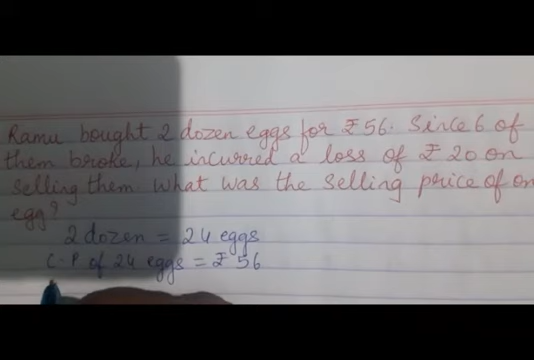 Ramu bought 2 dozen eggs for ₹ 56. Since 6 of
them broke, he incurred a loss of ₹ 20 on
selling them. What was the selling price of on
egg?
2 dozen = 24 eggs
C.P of 24 eggs = ₹ 56